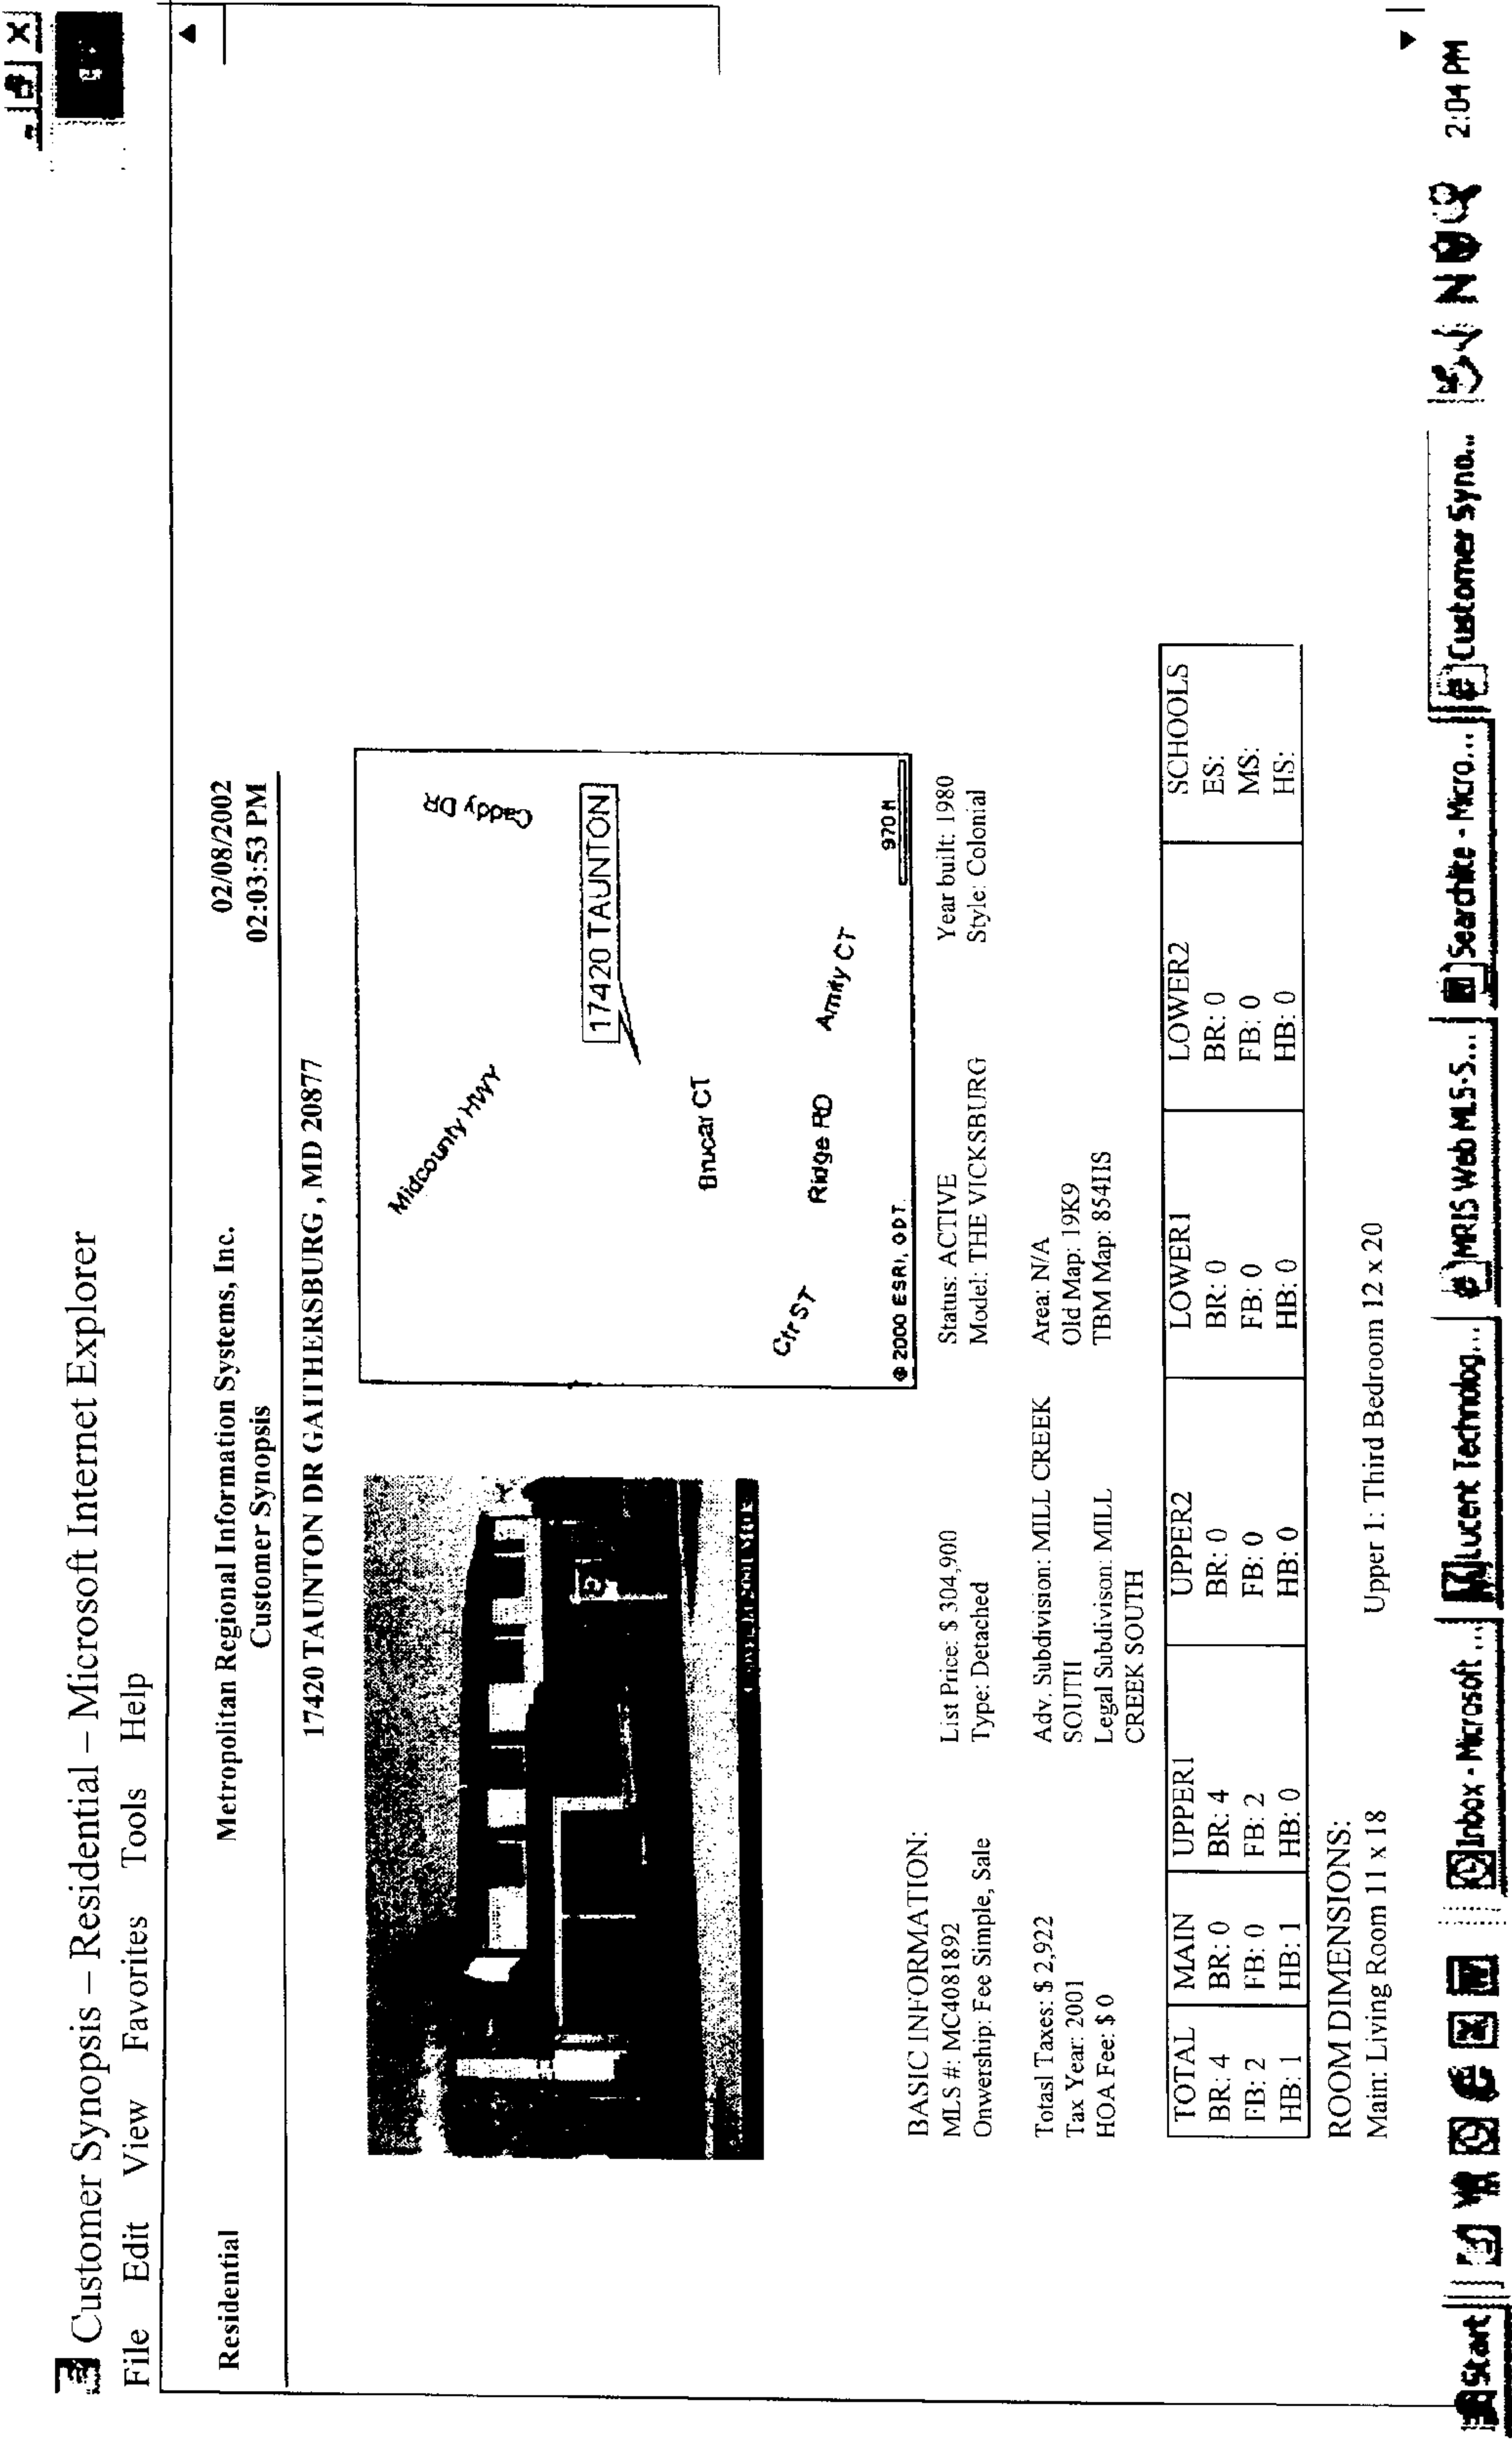 Customer Synopsis – Residential – Microsoft Internet Explorer
File Edit View Favorites Tools Help
Residential
Metropolitan Regional Information Systems, Inc.
Customer Synopsis
02/08/2002
02:03:53 PM
17420 TAUNTON DR GAITHERSBURG , MD 20877
Midcounty HWY
Caddy DR
17420 TAUNTON
Brucar CT
Ctr ST
Ridge RD
Amity CT
© 2000 ESRI, GDT
970 ft
BASIC INFORMATION:
MLS #: MC4081892
List Price: $ 304,900
Status: ACTIVE
Year built: 1980
Onwership: Fee Simple, Sale
Type: Detached
Model: THE VICKSBURG
Style: Colonial
Totasl Taxes: $ 2,922
Adv. Subdivision: MILL CREEK
Area: N/A
Tax Year: 2001
SOUTH
Old Map: 19K9
HOA Fee: $ 0
Legal Subdivison: MILL
TBM Map: 854IIS
CREEK SOUTH
TOTAL MAIN UPPER1 UPPER2 LOWER1 LOWER2 SCHOOLS
BR: 4 BR: 0 BR: 4 BR: 0 BR: 0 BR: 0 ES:
FB: 2 FB: 0 FB: 2 FB: 0 FB: 0 FB: 0 MS:
HB: 1 HB: 1 HB: 0 HB: 0 HB: 0 HB: 0 HS:
ROOM DIMENSIONS:
Main: Living Room 11 x 18
Upper 1: Third Bedroom 12 x 20
Start Inbox - Microsoft ... Lucent Technolog... MRIS Web MLS-S... Searchlite - Micro... Customer Syno... 2:04 PM